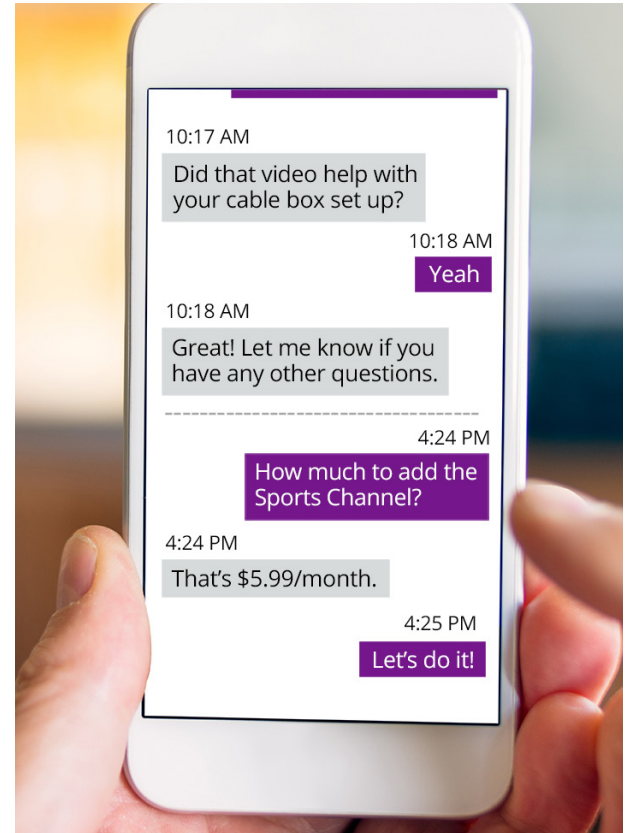 10:17 AM
Did that video help with
your cable box set up?
10:18 AM
Yeah
10:18 AM
Great! Let me know if you
have any other questions.
4:24 PM
How much to add the
Sports Channel?
4:24 PM
That’s $5.99/month.
4:25 PM
Let’s do it!